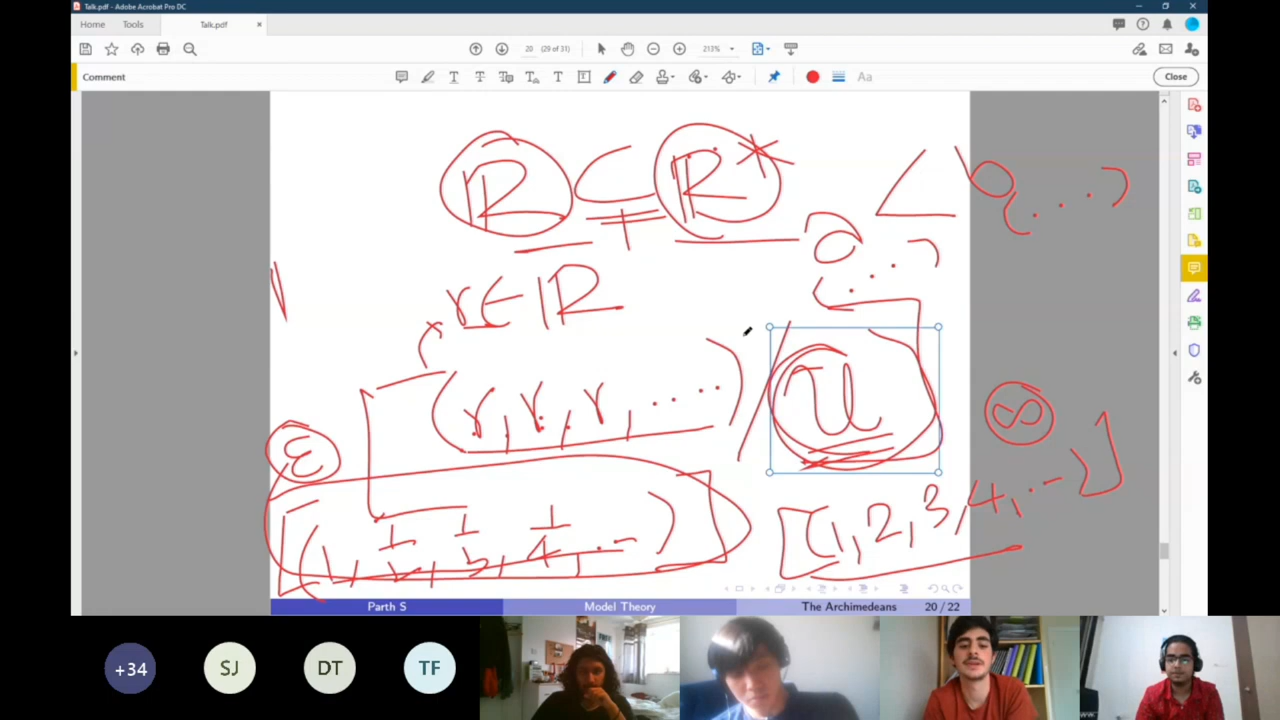 Talk.pdf - Adobe Acrobat Pro DC
Home Tools Talk.pdf ×
20 (29 of 31) 213%
Comment Aa Close
ℝ ⊊ ℝ* < b
(. . .)
a
(. . .)
r ∈ ℝ
(r, r, r, ....) / U
∞
ε
[(1, 1/2, 1/3, 1/4, ...)]
[(1, 2, 3, 4, ...)]
Parth S Model Theory The Archimedeans 20 / 22
+34 SJ DT TF